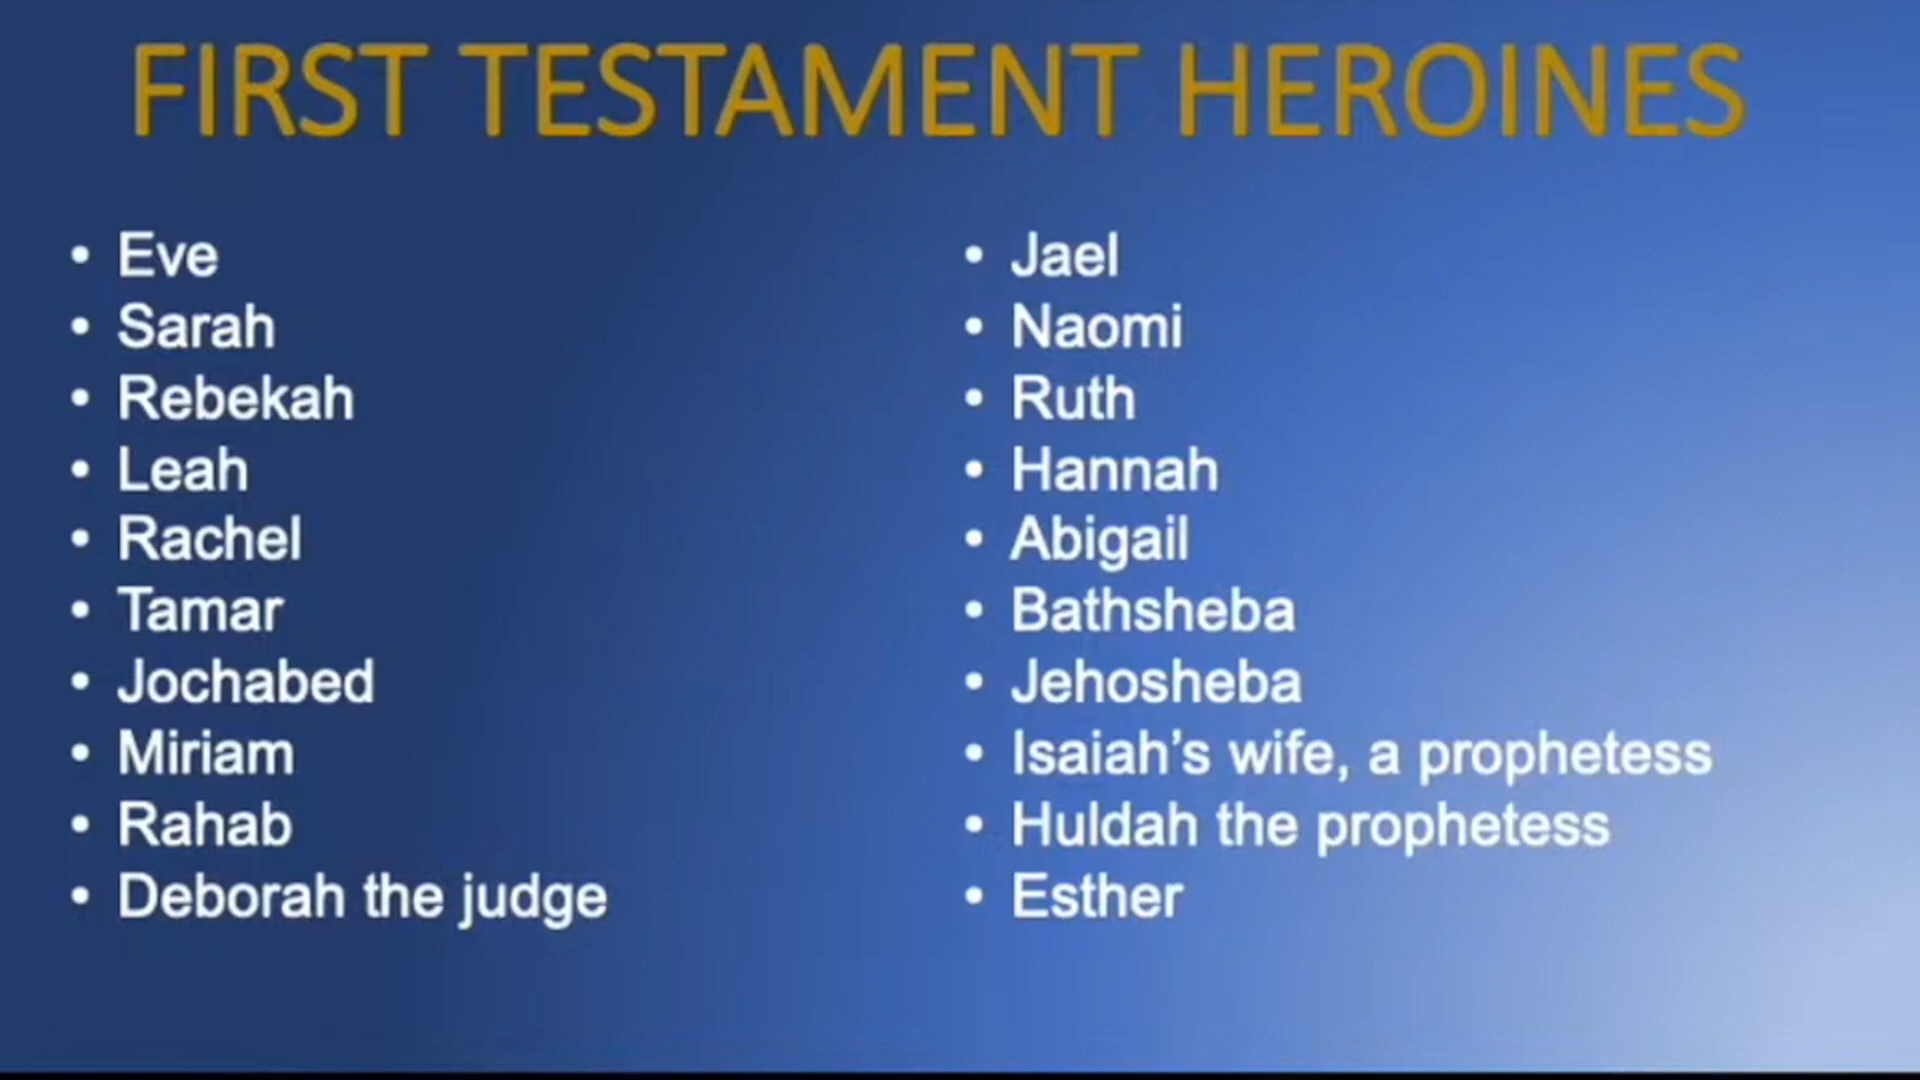 FIRST TESTAMENT HEROINES
• Eve
• Sarah
• Rebekah
• Leah
• Rachel
• Tamar
• Jochabed
• Miriam
• Rahab
• Deborah the judge
• Jael
• Naomi
• Ruth
• Hannah
• Abigail
• Bathsheba
• Jehosheba
• Isaiah’s wife, a prophetess
• Huldah the prophetess
• Esther